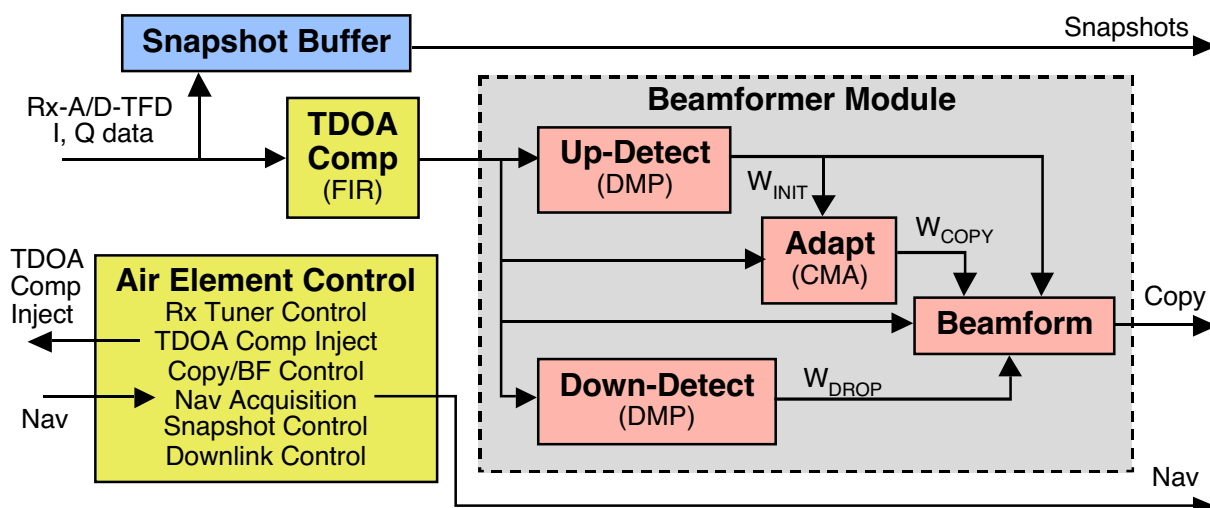 Snapshot Buffer
Snapshots
Rx-A/D-TFD
I, Q data
TDOA
Comp
(FIR)
Beamformer Module
Up-Detect
(DMP)
WINIT
Adapt
(CMA)
WCOPY
Beamform
Copy
Down-Detect
(DMP)
WDROP
TDOA
Comp
Inject
Nav
Air Element Control
Rx Tuner Control
TDOA Comp Inject
Copy/BF Control
Nav Acquisition
Snapshot Control
Downlink Control
Nav